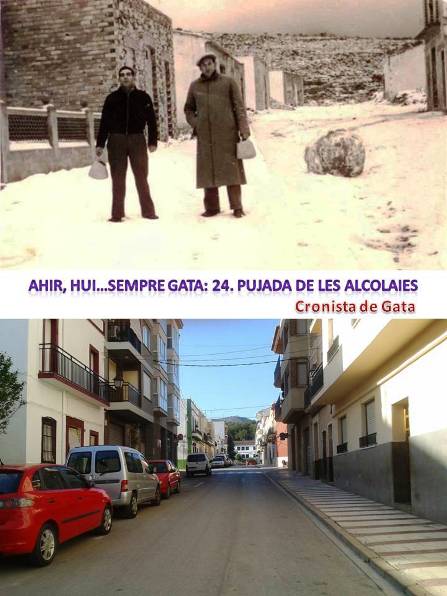 AHIR, HUI...SEMPRE GATA: 24. PUJADA DE LES ALCOLAIES
Cronista de Gata